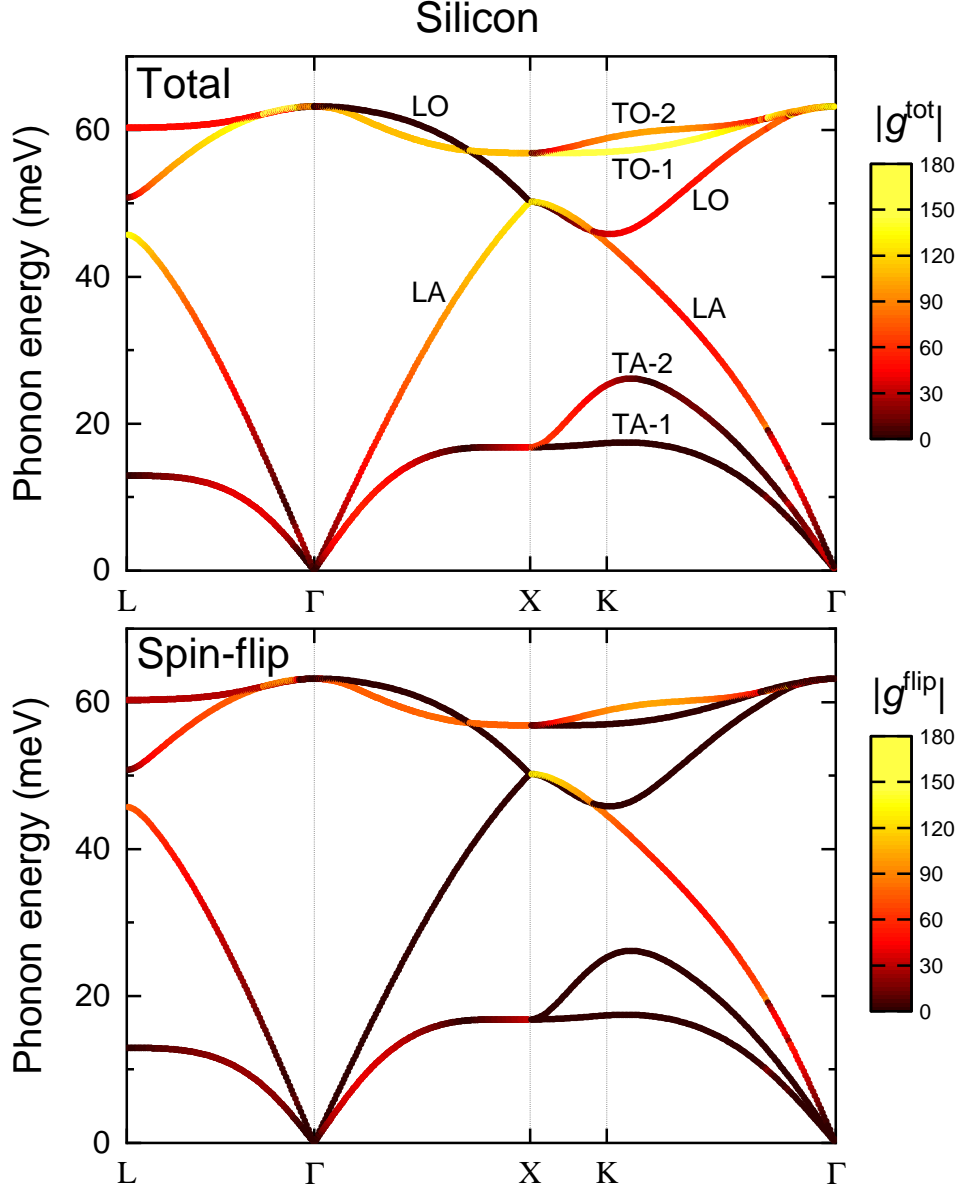 Silicon
Total
LO
TO-2
TO-1
LO
LA
LA
TA-2
TA-1
Phonon energy (meV)
60
40
20
0
L Γ X K Γ
|g^tot|
180
150
120
90
60
30
0
Spin-flip
Phonon energy (meV)
60
40
20
0
L Γ X K Γ
|g^flip|
180
150
120
90
60
30
0